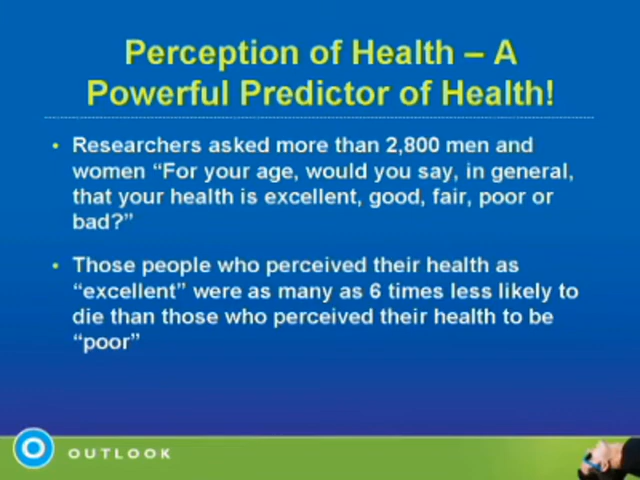 Perception of Health – A
Powerful Predictor of Health!
• Researchers asked more than 2,800 men and
women “For your age, would you say, in general,
that your health is excellent, good, fair, poor or
bad?”
• Those people who perceived their health as
“excellent” were as many as 6 times less likely to
die than those who perceived their health to be
“poor”
OUTLOOK